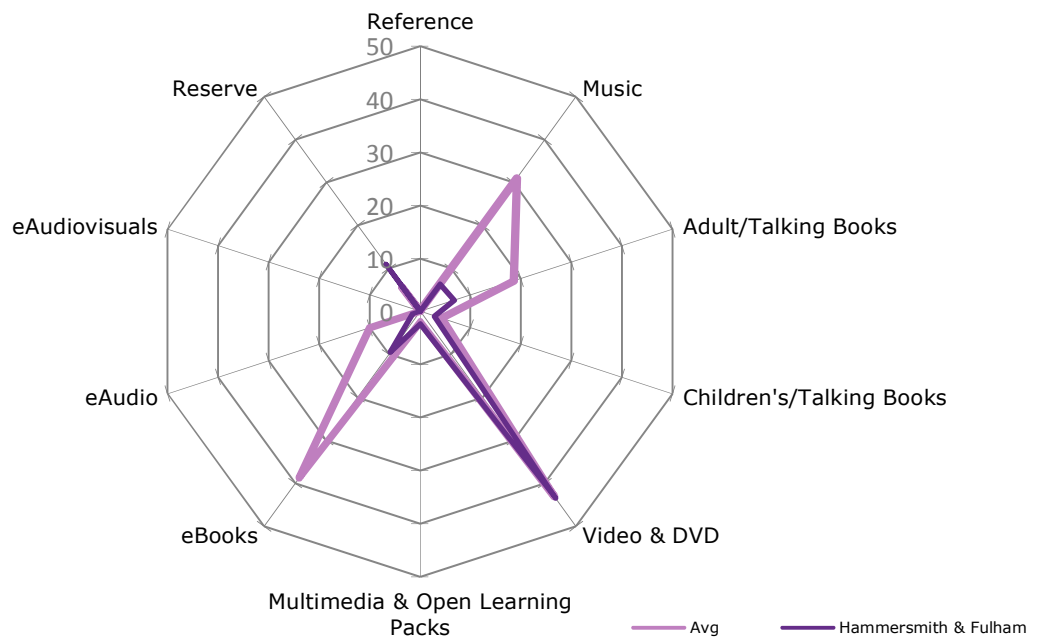 Reference
50
Reserve
Music
40
30
20
eAudiovisuals
Adult/Talking Books
10
0
eAudio
Children's/Talking Books
eBooks
Video & DVD
Multimedia & Open Learning
Packs
Avg
Hammersmith & Fulham